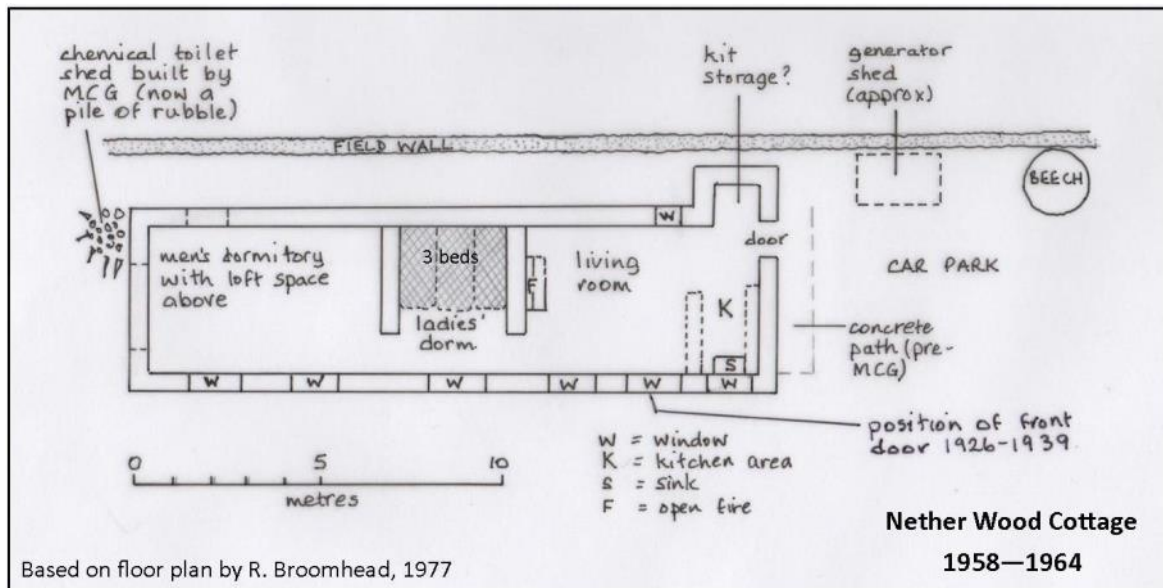 chemical toilet
shed built by
MCG (now a
pile of rubble)
kit
storage?
generator
shed
(approx)
FIELD WALL
BEECH
W
door
men's dormitory
with loft space
above
3 beds
ladies'
dorm
F
living
room
K
S
CAR PARK
concrete
path (pre-
MCG)
W
W
W
W
W
W
position of front
door 1926-1939
W = window
K = kitchen area
S = sink
F = open fire
0 5 10
metres
Nether Wood Cottage
1958—1964
Based on floor plan by R. Broomhead, 1977